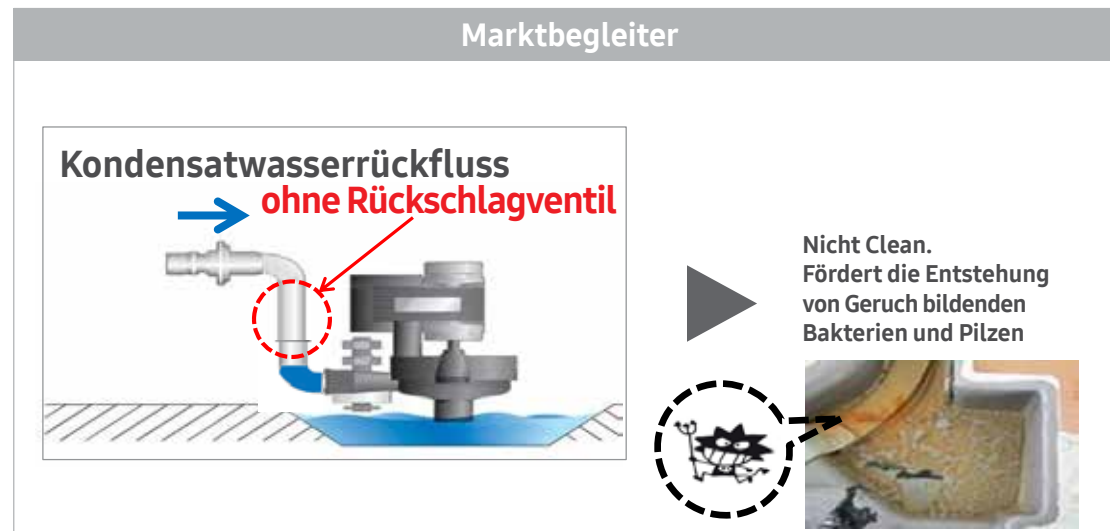 Marktbegleiter
Kondensatwasserrückfluss
ohne Rückschlagventil
Nicht Clean.
Fördert die Entstehung
von Geruch bildenden
Bakterien und Pilzen